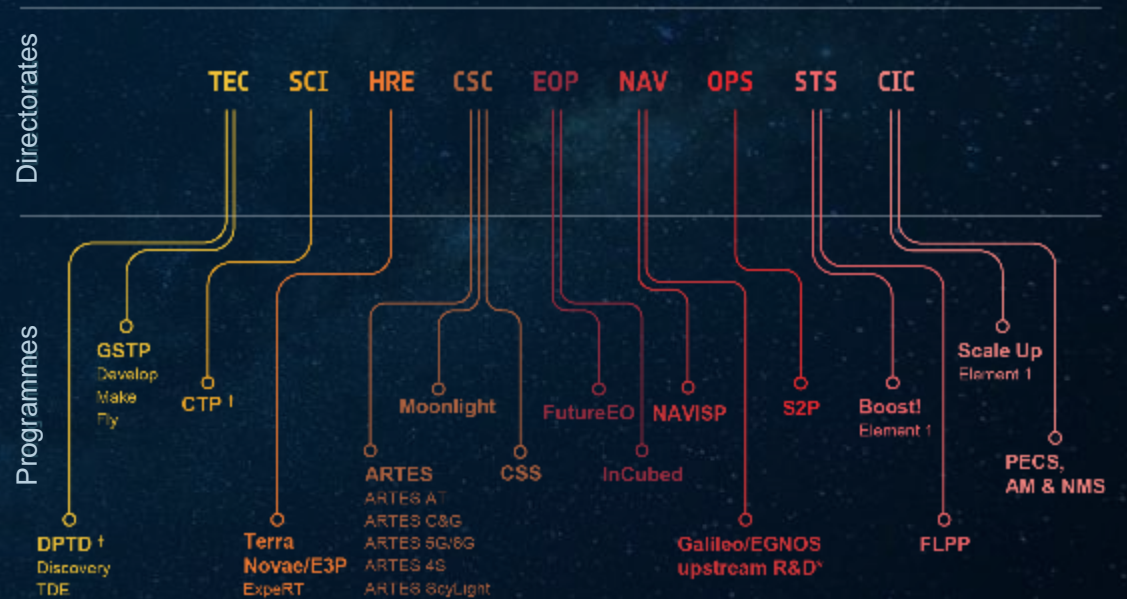 Directorates
TEC SCI HRE CSC EOP NAV OPS STS CIC
Programmes
GSTP
Develop
Make
Fly
CTP †
Moonlight
FutureEO
NAVISP
S2P
Boost!
Element 1
Scale Up
Element 1
ARTES
ARTES AT
ARTES C&G
ARTES 5G/6G
ARTES 4S
ARTES ScyLight
CSS
InCubed
PECS,
AM & NMS
DPTD †
Discovery
TDE
Terra
Novae/E3P
ExpeRT
Galileo/EGNOS
upstream R&D*
FLPP